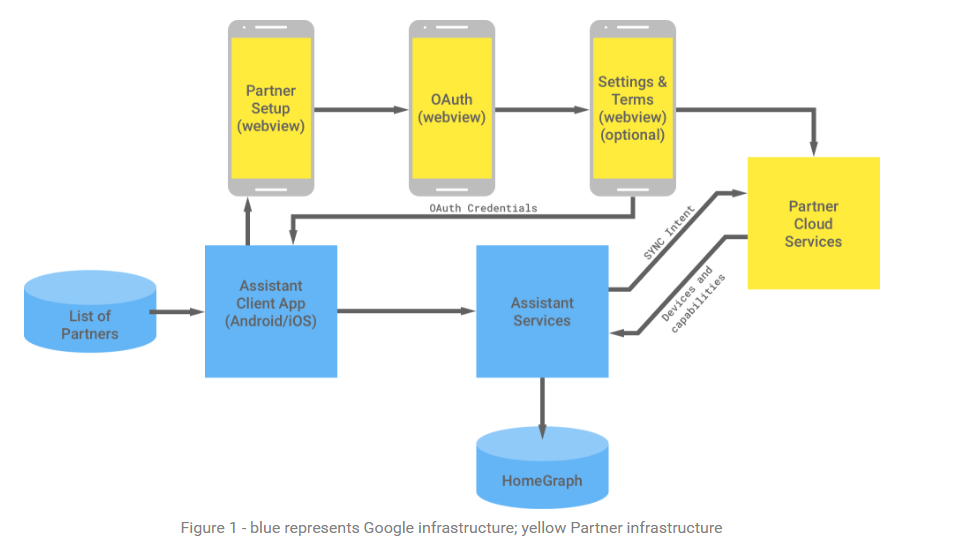 Partner
Setup
(webview)
OAuth
(webview)
Settings &
Terms
(webview)
(optional)
OAuth Credentials
Partner
Cloud
Services
SYNC Intent
Devices and
capabilities
List of
Partners
Assistant
Client App
(Android/iOS)
Assistant
Services
HomeGraph
Figure 1 - blue represents Google infrastructure; yellow Partner infrastructure